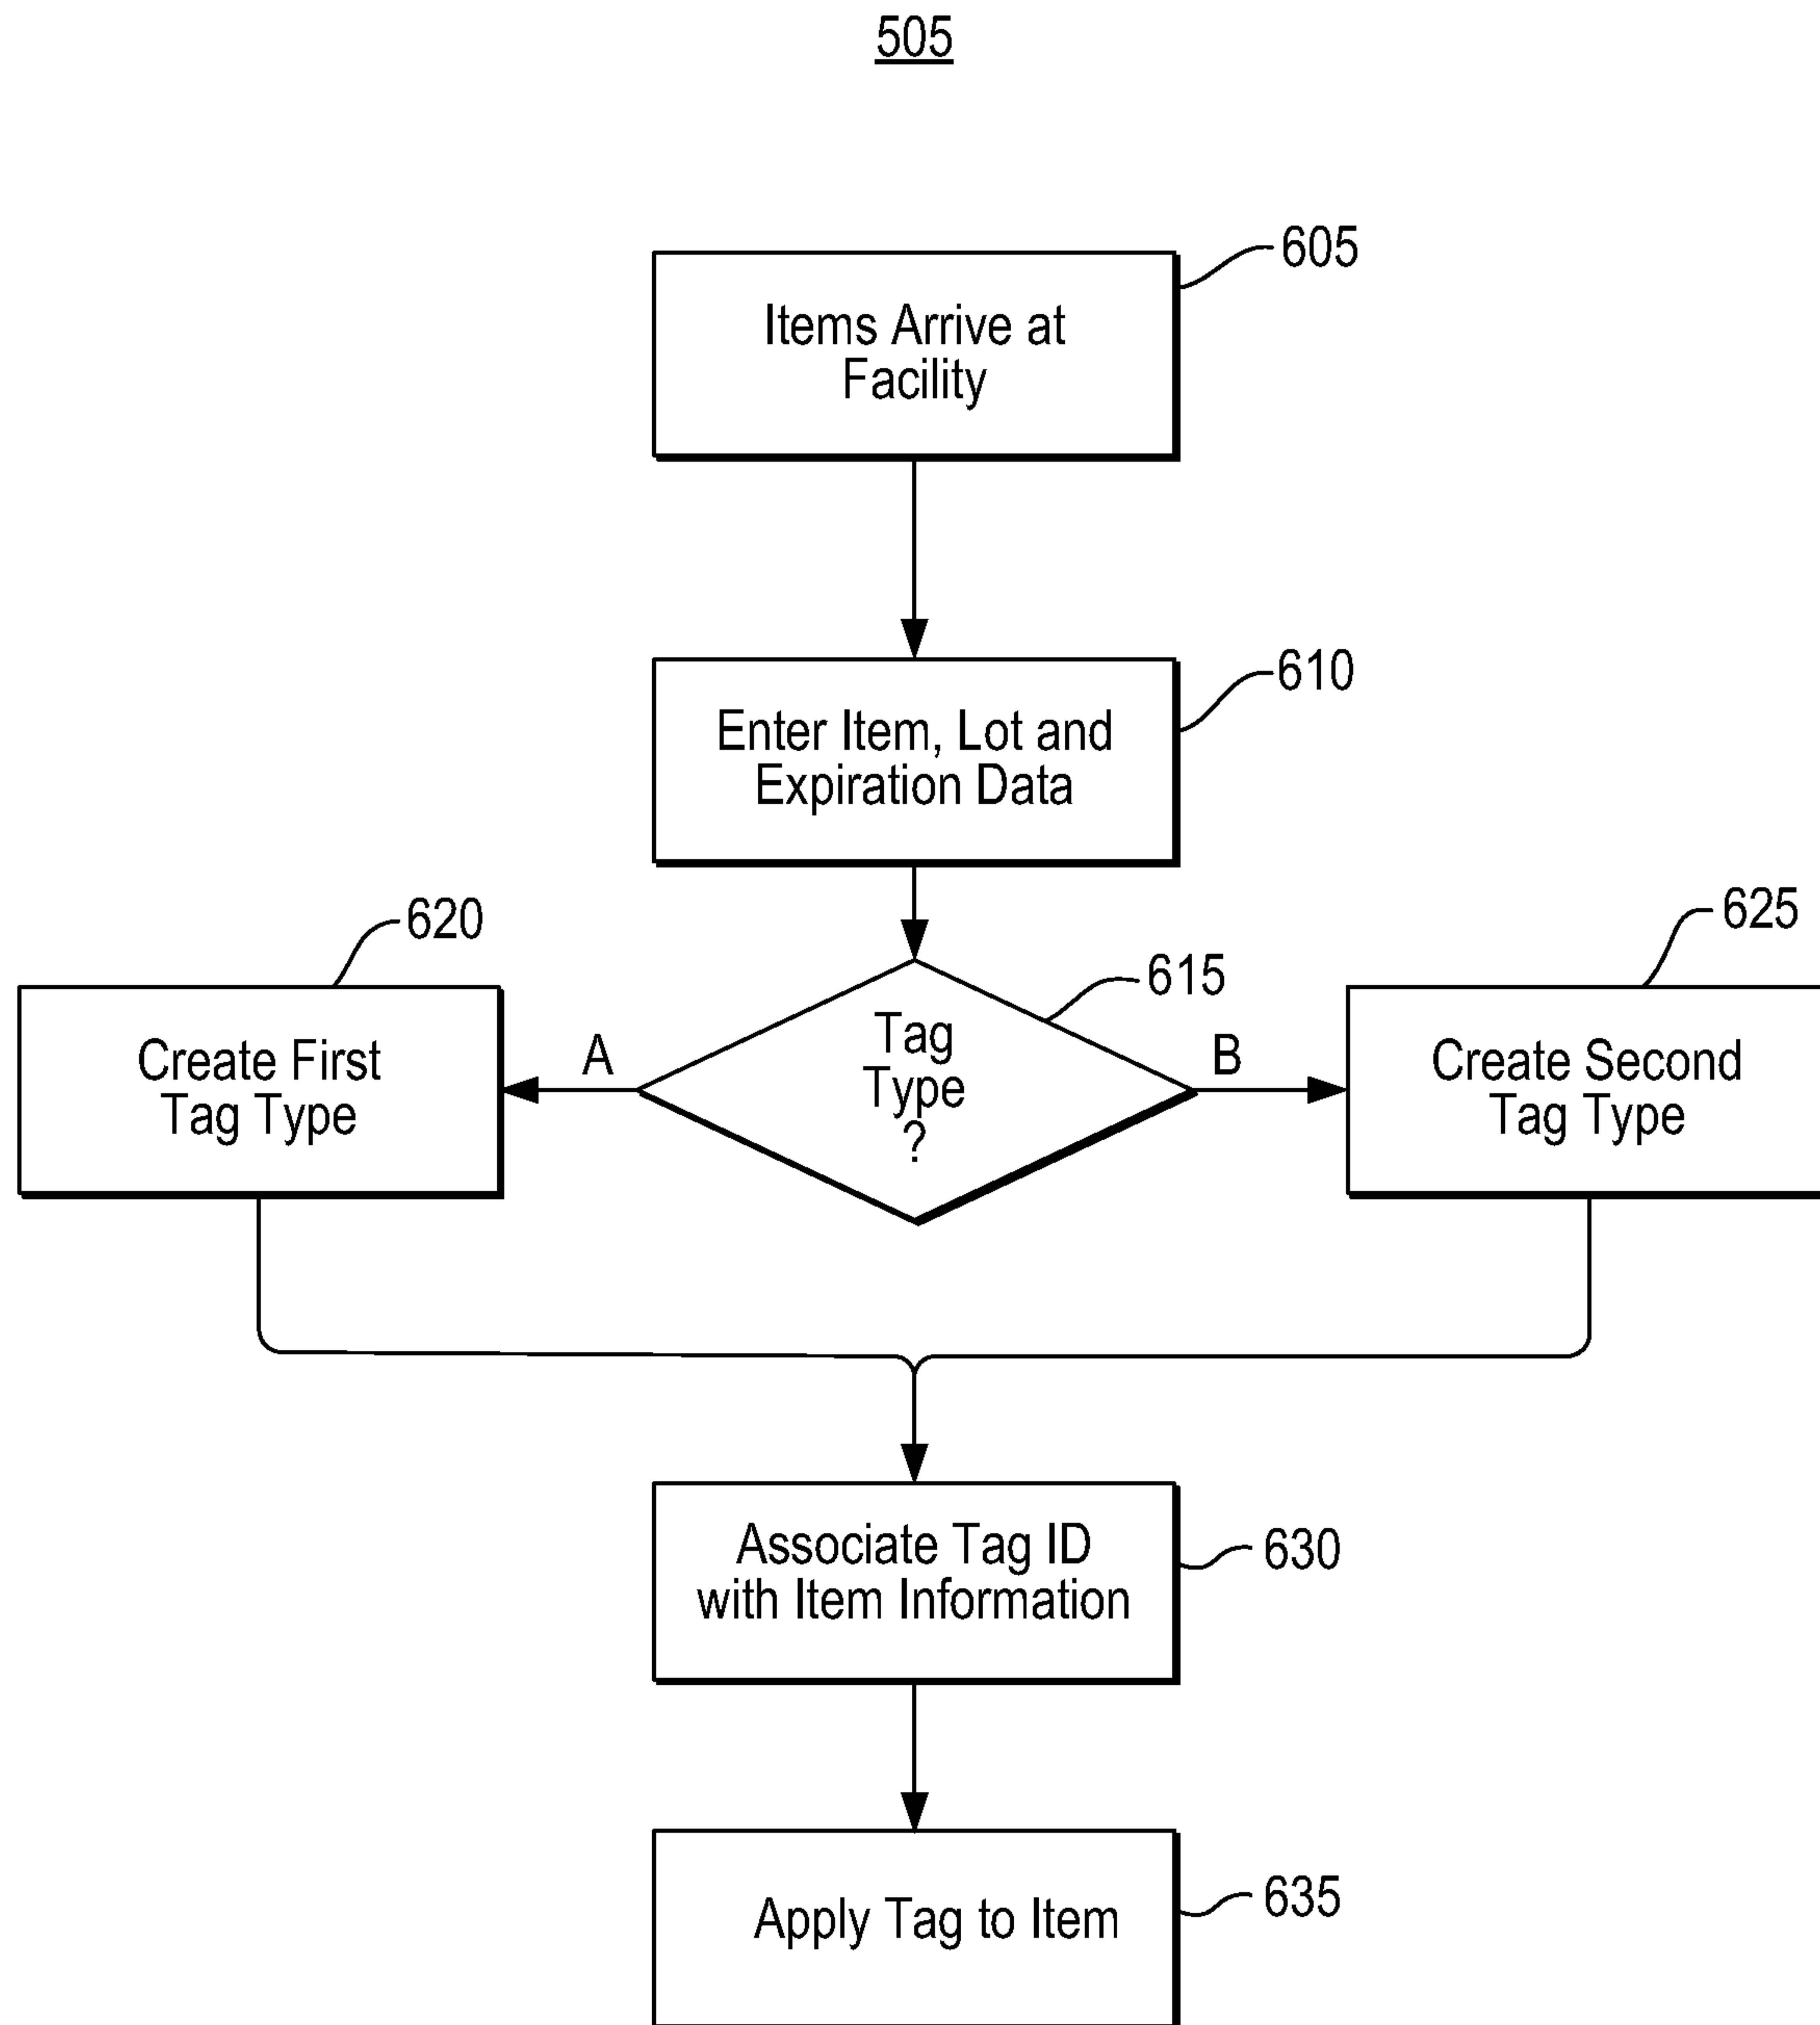 505
605
Items Arrive at
Facility
610
Enter Item, Lot and
Expiration Data
620
625
615
Create First
Tag Type
A
Tag
Type
?
B
Create Second
Tag Type
Associate Tag ID
with Item Information
630
Apply Tag to Item
635